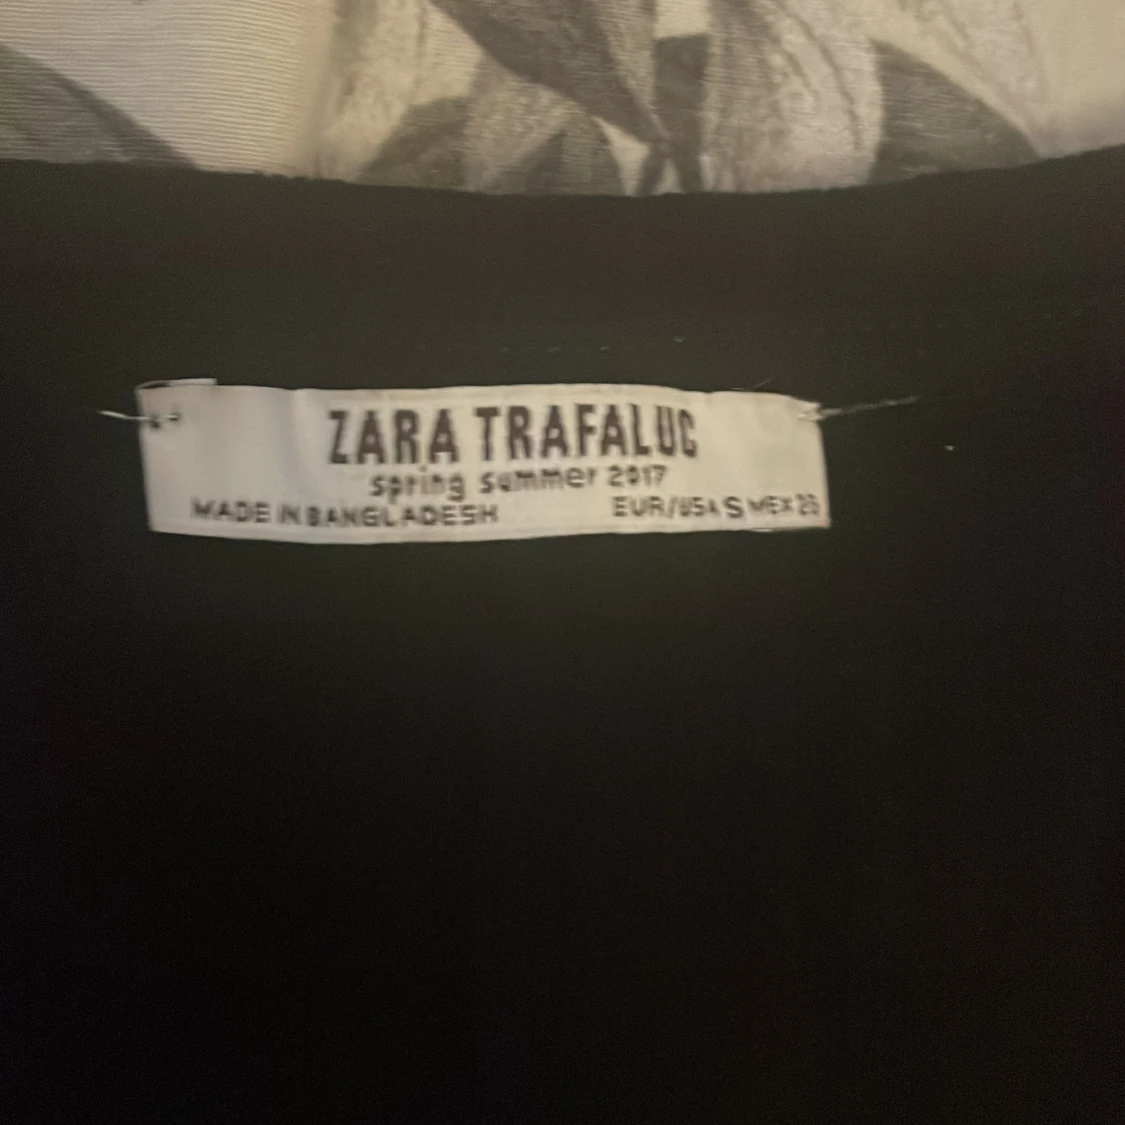 ZARA TRAFALUC
spring summer 2017
MADE IN BANGLADESH EUR/USA S MEX 26